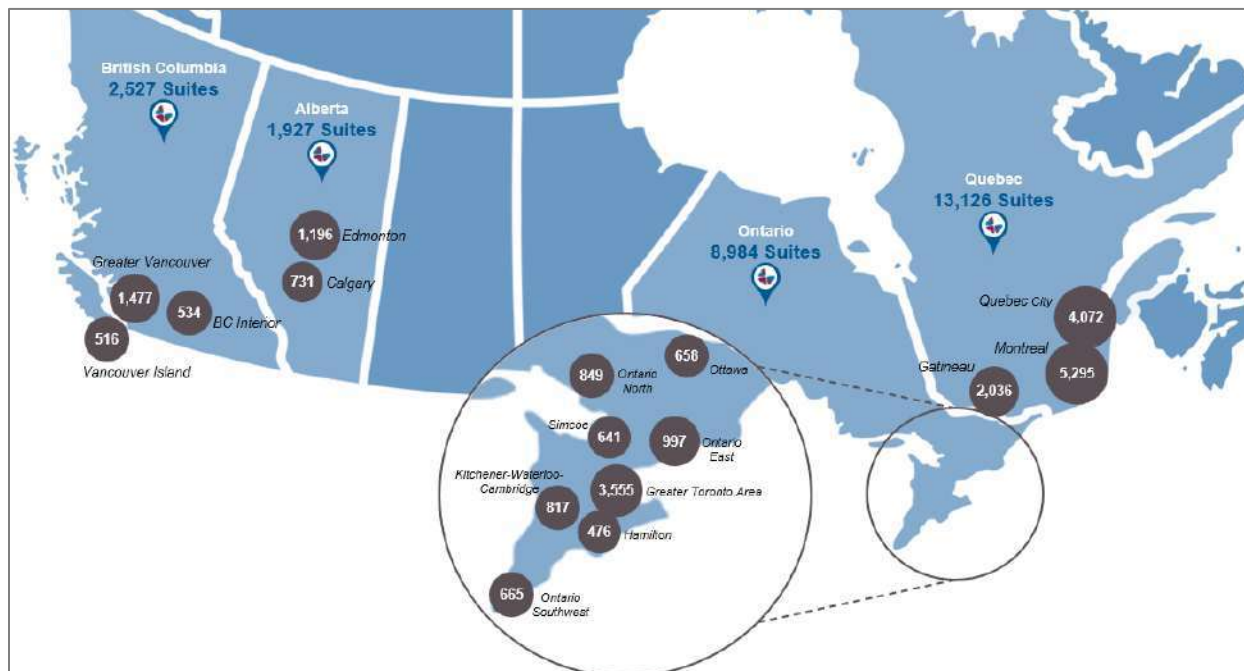 British Columbia
2,527 Suites
Alberta
1,927 Suites
1,196
Edmonton
731
Calgary
Greater Vancouver
1,477
534
BC Interior
516
Vancouver Island
Ontario
8,984 Suites
Quebec
13,126 Suites
Quebec City
4,072
Montreal
5,295
Gatineau
2,036
658
Ottawa
849
Ontario
North
Simcoe
641
997
Ontario
East
Kitchener-Waterloo-
Cambridge
817
3,555
Greater Toronto Area
476
Hamilton
665
Ontario
Southwest